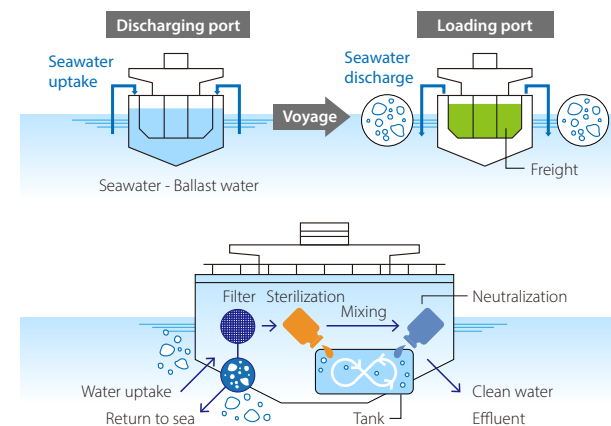 Discharging port
Loading port
Seawater
uptake
Seawater
discharge
Voyage
Freight
Seawater - Ballast water
Filter
Sterilization
Mixing
Neutralization
Water uptake
Return to sea
Tank
Clean water
Effluent